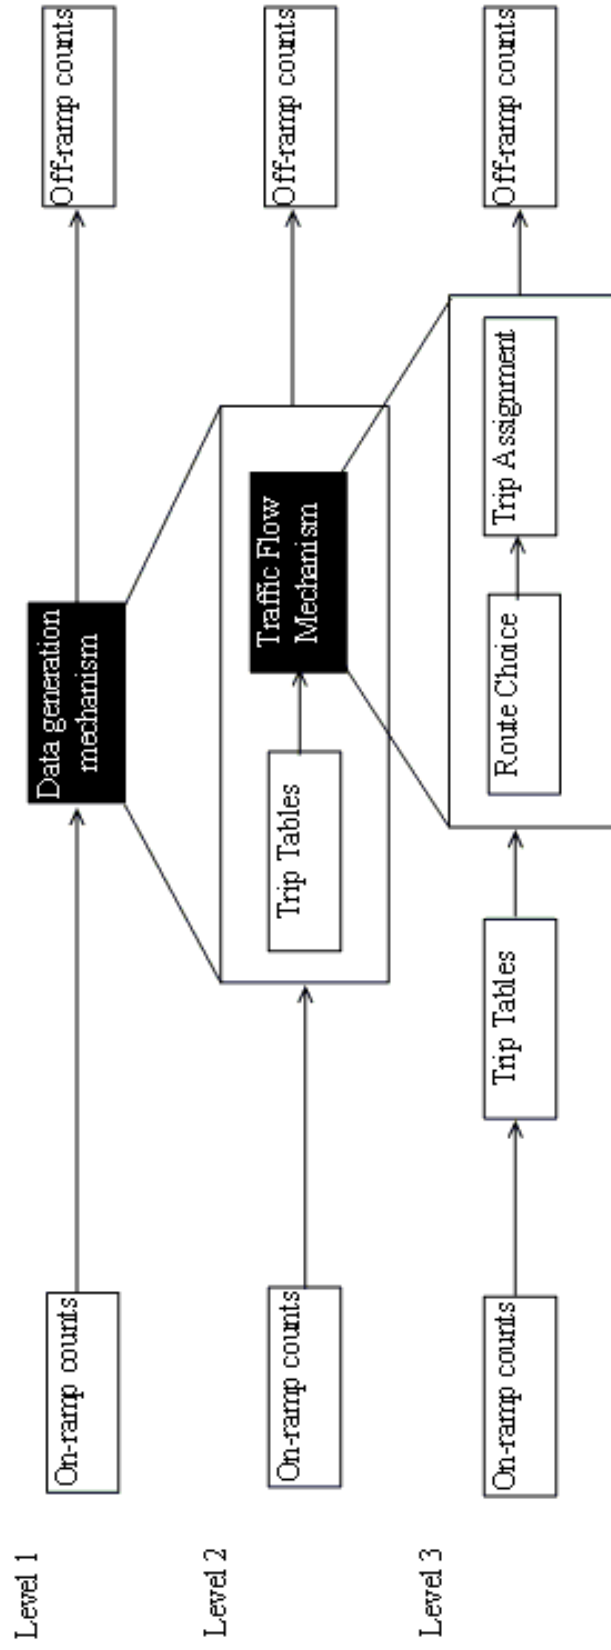 Level 1
On-ramp counts
Data generation
mechanism
Off-ramp counts
Level 2
On-ramp counts
Trip Tables
Traffic Flow
Mechanism
Off-ramp counts
Level 3
On-ramp counts
Trip Tables
Route Choice
Trip Assignment
Off-ramp counts